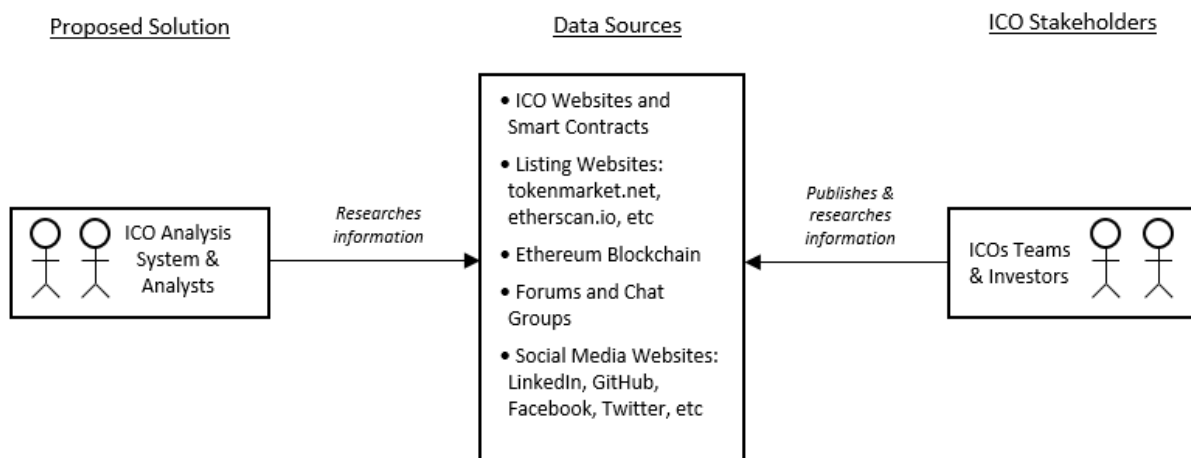 Proposed Solution
Data Sources
ICO Stakeholders
ICO Analysis
System &
Analysts
Researches
information
• ICO Websites and
Smart Contracts
• Listing Websites:
tokenmarket.net,
etherscan.io, etc
• Ethereum Blockchain
• Forums and Chat
Groups
• Social Media Websites:
LinkedIn, GitHub,
Facebook, Twitter, etc
Publishes &
researches
information
ICOs Teams
& Investors